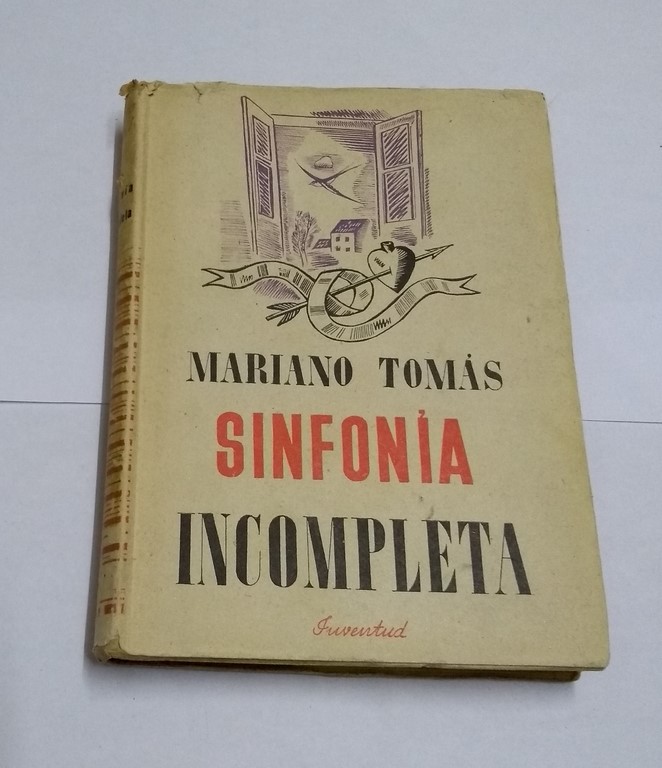 MARIANO TOMÁS
SINFONÍA
INCOMPLETA
Juventud